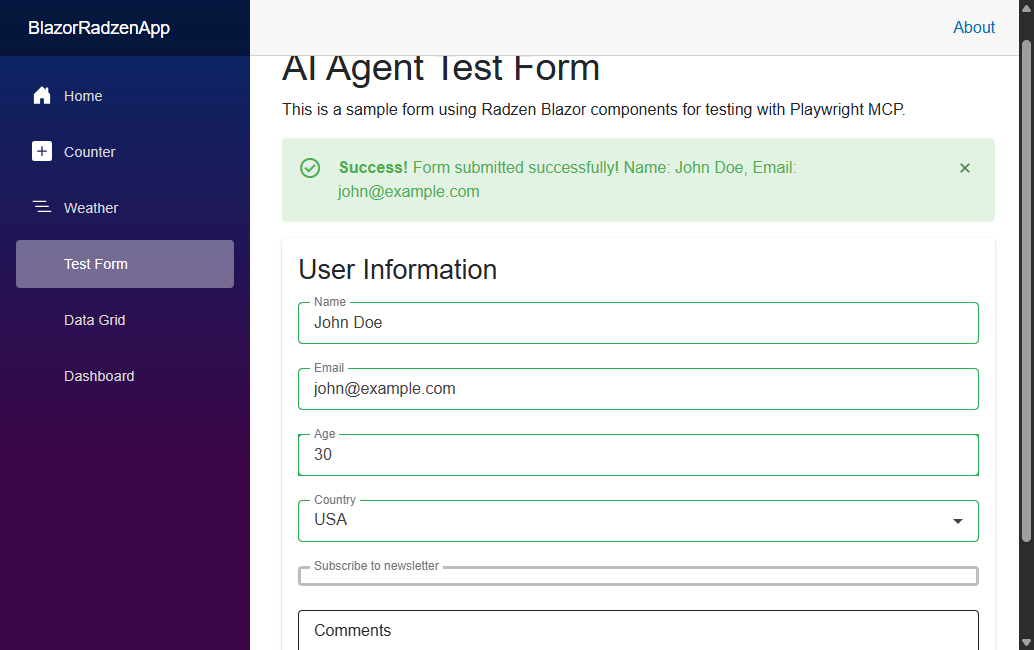 BlazorRadzenApp
About
Home
Counter
Weather
Test Form
Data Grid
Dashboard
AI Agent Test Form
This is a sample form using Radzen Blazor components for testing with Playwright MCP.
Success! Form submitted successfully! Name: John Doe, Email:
john@example.com
User Information
Name
John Doe
Email
john@example.com
Age
30
Country
USA
Subscribe to newsletter
Comments